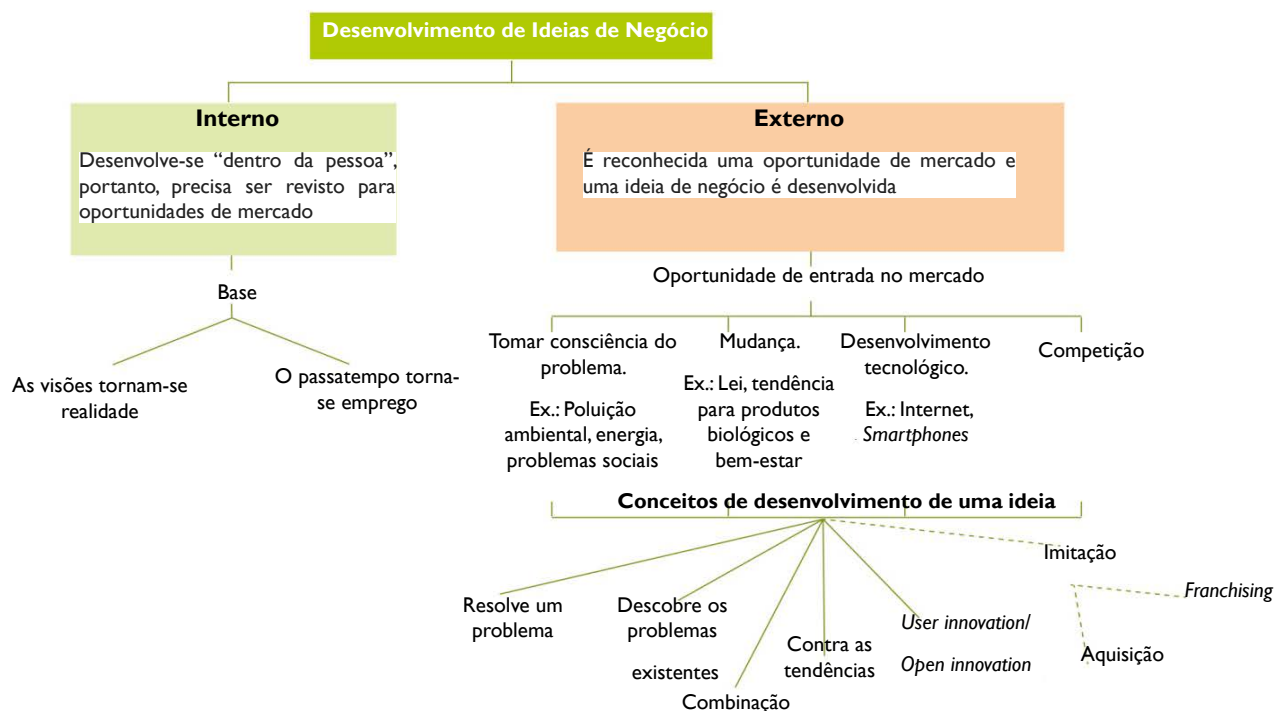 Desenvolvimento de Ideias de Negócio
Interno
Desenvolve-se “dentro da pessoa”,
portanto, precisa ser revisto para
oportunidades de mercado
Externo
É reconhecida uma oportunidade de mercado e
uma ideia de negócio é desenvolvida
Base
As visões tornam-se
realidade
O passatempo torna-
se emprego
Oportunidade de entrada no mercado
Tomar consciência do
problema.
Ex.: Poluição
ambiental, energia,
problemas sociais
Mudança.
Ex.: Lei, tendência
para produtos
biológicos e
bem-estar
Desenvolvimento
tecnológico.
Ex.: Internet,
. Smartphones
Competição
Conceitos de desenvolvimento de uma ideia
Resolve um
problema
Descobre os
problemas
existentes
Combinação
Contra as
tendências
User innovation/
Open innovation
Imitação
Franchising
Aquisição